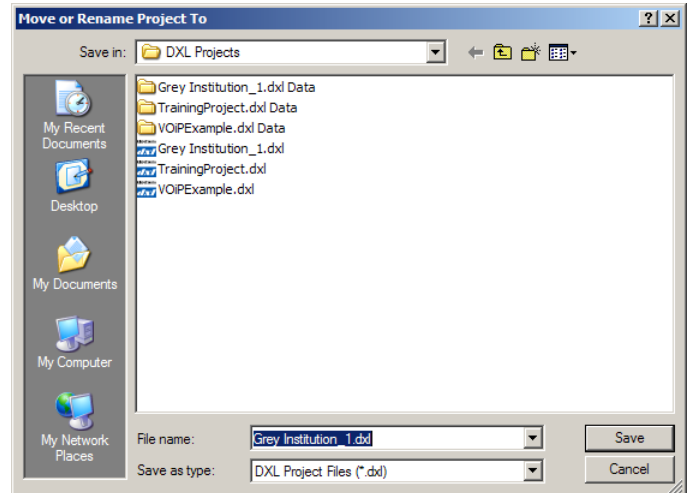 Move or Rename Project To
Save in:
DXL Projects
Grey Institution_1.dxl Data
TrainingProject.dxl Data
VOiPExample.dxl Data
Grey Institution_1.dxl
TrainingProject.dxl
VOiPExample.dxl
My Recent
Documents
Desktop
My Documents
My Computer
My Network
Places
File name:
Grey Institution_1.dxl
Save
Save as type:
DXL Project Files (*.dxl)
Cancel